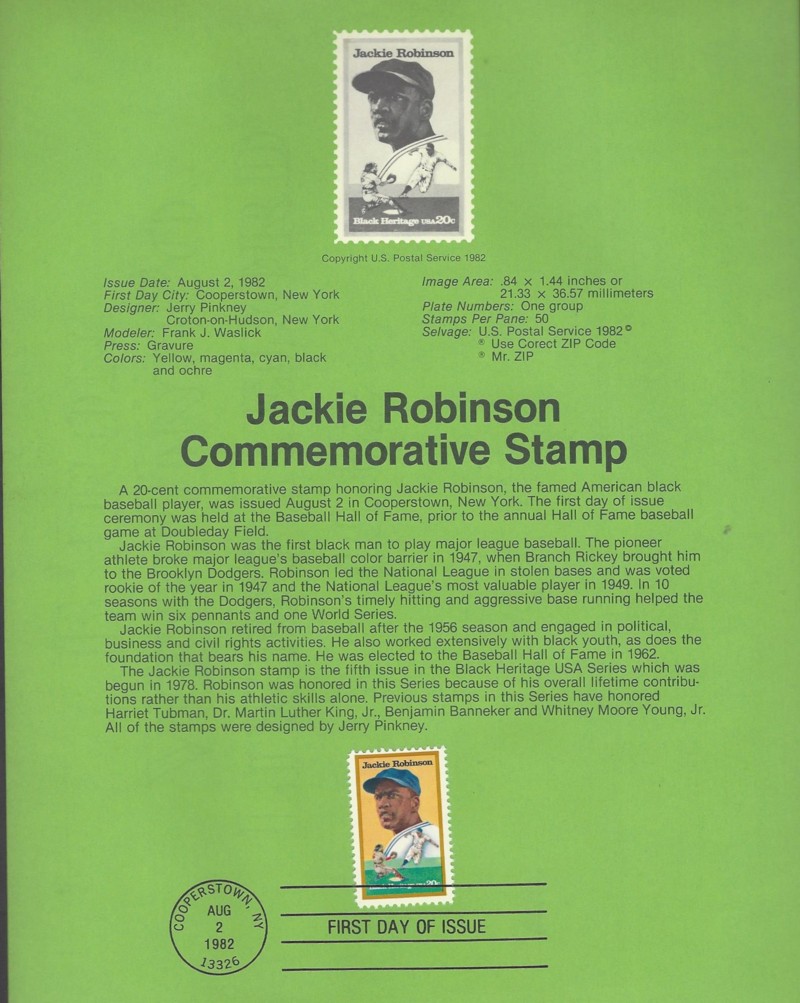 Jackie Robinson
Black Heritage USA 20c
Copyright U.S. Postal Service 1982
Issue Date: August 2, 1982
First Day City: Cooperstown, New York
Designer: Jerry Pinkney
Croton-on-Hudson, New York
Modeler: Frank J. Waslick
Press: Gravure
Colors: Yellow, magenta, cyan, black
and ochre
Image Area: .84 × 1.44 inches or
21.33 × 36.57 millimeters
Plate Numbers: One group
Stamps Per Pane: 50
Selvage: U.S. Postal Service 1982©
® Use Corect ZIP Code
® Mr. ZIP
Jackie Robinson
Commemorative Stamp
A 20-cent commemorative stamp honoring Jackie Robinson, the famed American black
baseball player, was issued August 2 in Cooperstown, New York. The first day of issue
ceremony was held at the Baseball Hall of Fame, prior to the annual Hall of Fame baseball
game at Doubleday Field.
Jackie Robinson was the first black man to play major league baseball. The pioneer
athlete broke major league's baseball color barrier in 1947, when Branch Rickey brought him
to the Brooklyn Dodgers. Robinson led the National League in stolen bases and was voted
rookie of the year in 1947 and the National League's most valuable player in 1949. In 10
seasons with the Dodgers, Robinson's timely hitting and aggressive base running helped the
team win six pennants and one World Series.
Jackie Robinson retired from baseball after the 1956 season and engaged in political,
business and civil rights activities. He also worked extensively with black youth, as does the
foundation that bears his name. He was elected to the Baseball Hall of Fame in 1962.
The Jackie Robinson stamp is the fifth issue in the Black Heritage USA Series which was
begun in 1978. Robinson was honored in this Series because of his overall lifetime contribu-
tions rather than his athletic skills alone. Previous stamps in this Series have honored
Harriet Tubman, Dr. Martin Luther King, Jr., Benjamin Banneker and Whitney Moore Young, Jr.
All of the stamps were designed by Jerry Pinkney.
Jackie Robinson
20c
COOPERSTOWN, NY
AUG
2
1982
13326
FIRST DAY OF ISSUE